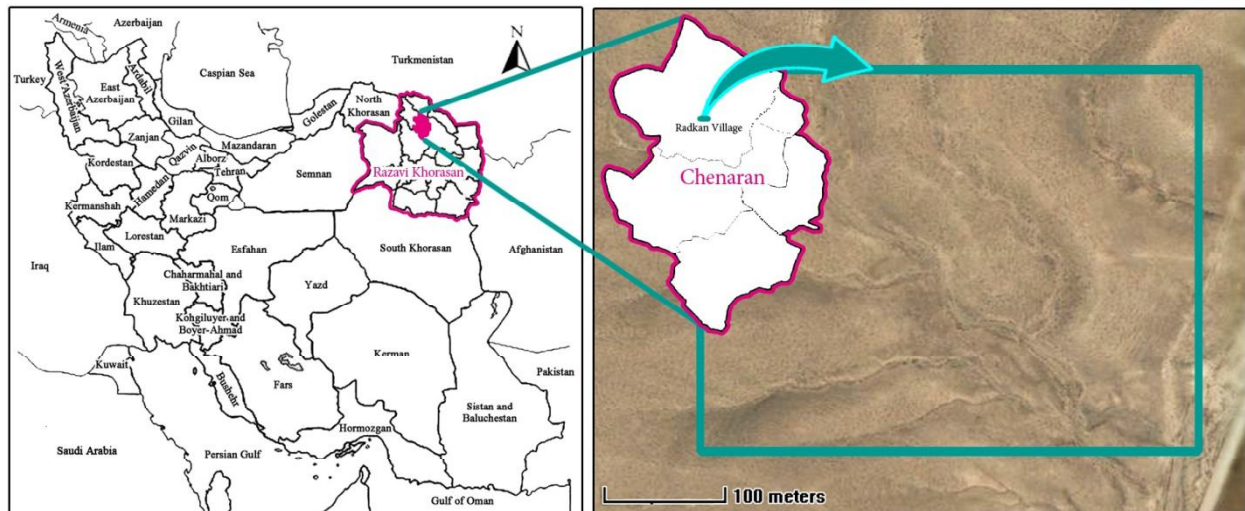 Armenia
Azerbaijan
Turkey
West Azerbaijan
East
Azerbaijan
Ardabil
Caspian Sea
N
Turkmenistan
Gilan
Zanjan
Golestan
North
Khorasan
Mazandaran
Qazvin
Alborz
Tehran
Kordestan
Hamedan
Semnan
Razavi Khorasan
Qom
Kermanshah
Markazi
Lorestan
Ilam
Esfahan
South Khorasan
Afghanistan
Iraq
Chaharmahal and
Bakhtiari
Yazd
Khuzestan
Kohgiluyer and
Boyer-Ahmad
Kerman
Kuwait
Bushehr
Fars
Pakistan
Sistan and
Baluchestan
Hormozgan
Saudi Arabia
Persian Gulf
Gulf of Oman
Radkan Village
Chenaran
100 meters